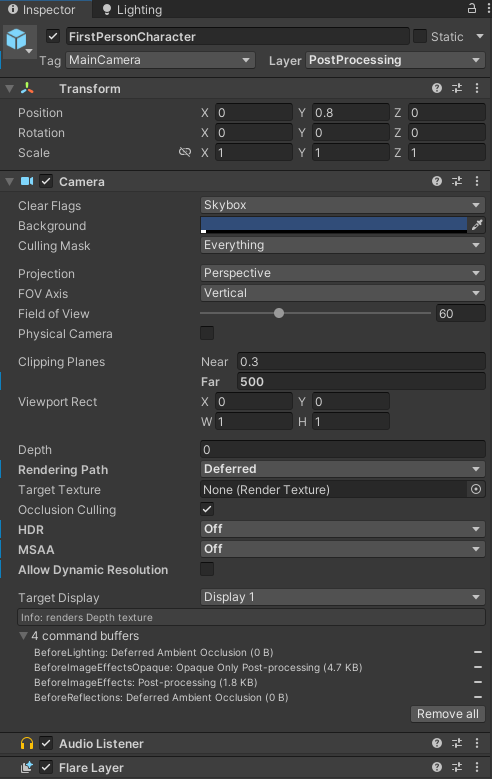 Inspector Lighting
FirstPersonCharacter Static
Tag MainCamera Layer PostProcessing
Transform
Position X 0 Y 0.8 Z 0
Rotation X 0 Y 0 Z 0
Scale X 1 Y 1 Z 1
Camera
Clear Flags Skybox
Background
Culling Mask Everything
Projection Perspective
FOV Axis Vertical
Field of View 60
Physical Camera
Clipping Planes Near 0.3
Far 500
Viewport Rect X 0 Y 0
W 1 H 1
Depth 0
Rendering Path Deferred
Target Texture None (Render Texture)
Occlusion Culling
HDR Off
MSAA Off
Allow Dynamic Resolution
Target Display Display 1
Info: renders Depth texture
4 command buffers
BeforeLighting: Deferred Ambient Occlusion (0 B)
BeforeImageEffectsOpaque: Opaque Only Post-processing (4.7 KB)
BeforeImageEffects: Post-processing (1.8 KB)
BeforeReflections: Deferred Ambient Occlusion (0 B)
Remove all
Audio Listener
Flare Layer